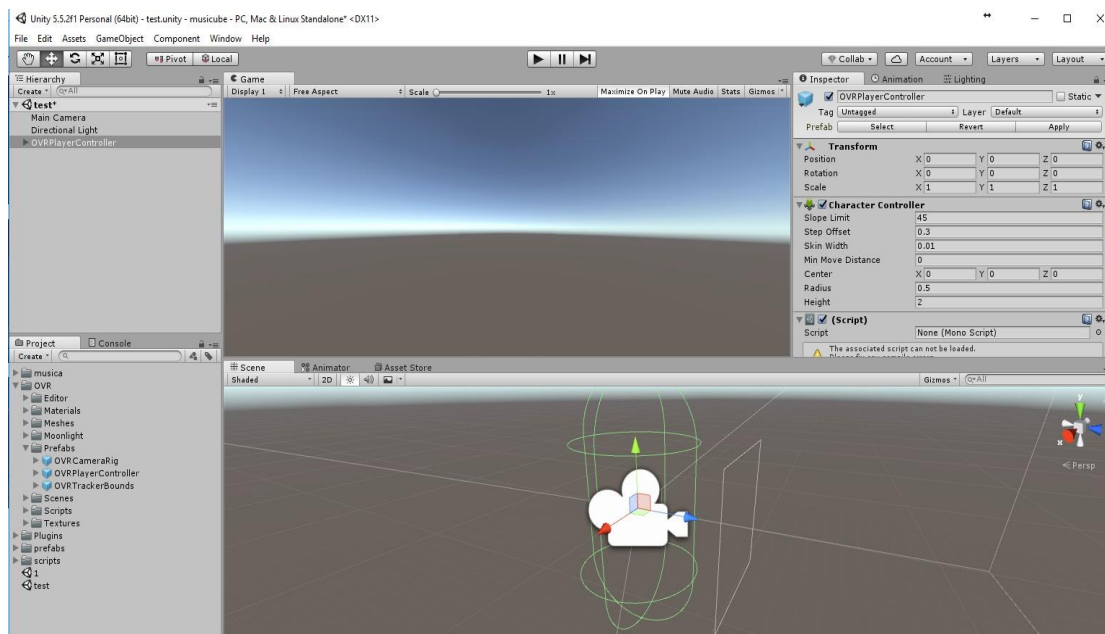 Unity 5.5.2f1 Personal (64bit) - test.unity - musicube - PC, Mac & Linux Standalone* <DX11>
File Edit Assets GameObject Component Window Help
Pivot Local Collab Account Layers Layout
Hierarchy
Create All
test*
Main Camera
Directional Light
OVRPlayerController
Game
Display 1 Free Aspect Scale 1x Maximize On Play Mute Audio Stats Gizmos
Inspector Animation Lighting
OVRPlayerController Static
Tag Untagged Layer Default
Prefab Select Revert Apply
Transform
Position X 0 Y 0 Z 0
Rotation X 0 Y 0 Z 0
Scale X 1 Y 1 Z 1
Character Controller
Slope Limit 45
Step Offset 0.3
Skin Width 0.01
Min Move Distance 0
Center X 0 Y 0 Z 0
Radius 0.5
Height 2
(Script)
Script None (Mono Script)
The associated script can not be loaded.
Please fix any compile errors
Project Console
Create
musica
OVR
Editor
Materials
Meshes
Moonlight
Prefabs
OVRCameraRig
OVRPlayerController
OVRTrackerBounds
Scenes
Scripts
Textures
Plugins
prefabs
scripts
1
test
Scene Animator Asset Store
Shaded 2D Gizmos All
y
x
Persp